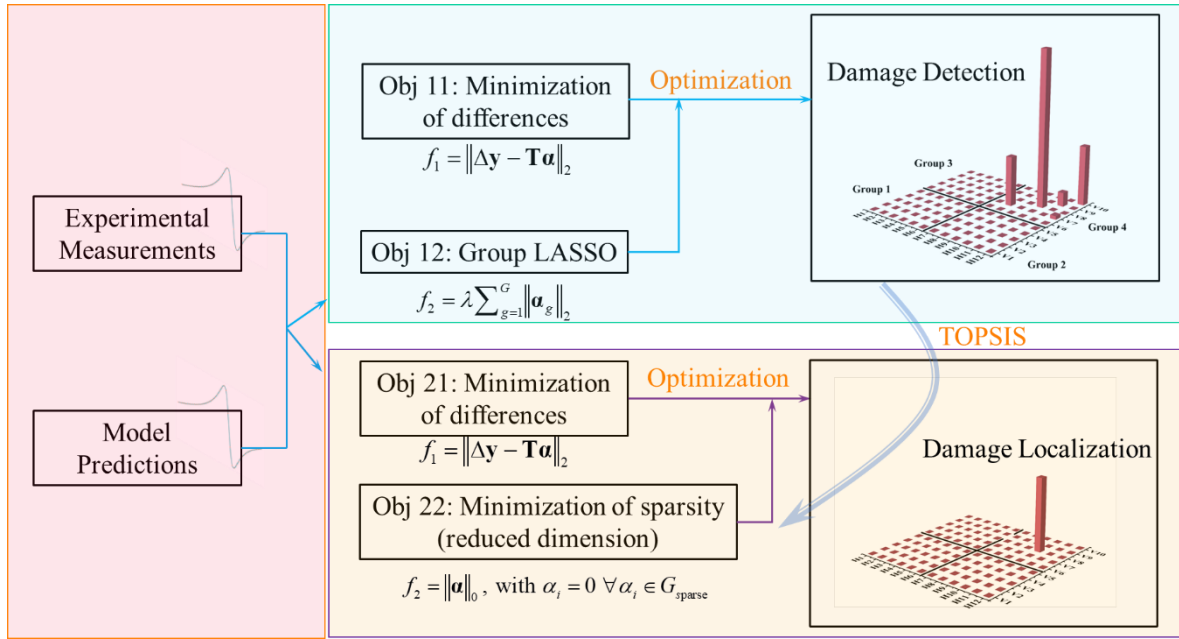 Experimental
Measurements
Model
Predictions
Obj 11: Minimization
of differences
f₁ = ‖Δy − Tα‖₂
Obj 12: Group LASSO
f₂ = λ∑_{g=1}^{G}‖α_g‖₂
Optimization
Damage Detection
Group 3
Group 1
Group 4
Group 2
TOPSIS
Obj 21: Minimization
of differences
f₁ = ‖Δy − Tα‖₂
Obj 22: Minimization of sparsity
(reduced dimension)
f₂ = ‖α‖₀, with αᵢ = 0 ∀αᵢ ∈ G_sparse
Optimization
Damage Localization